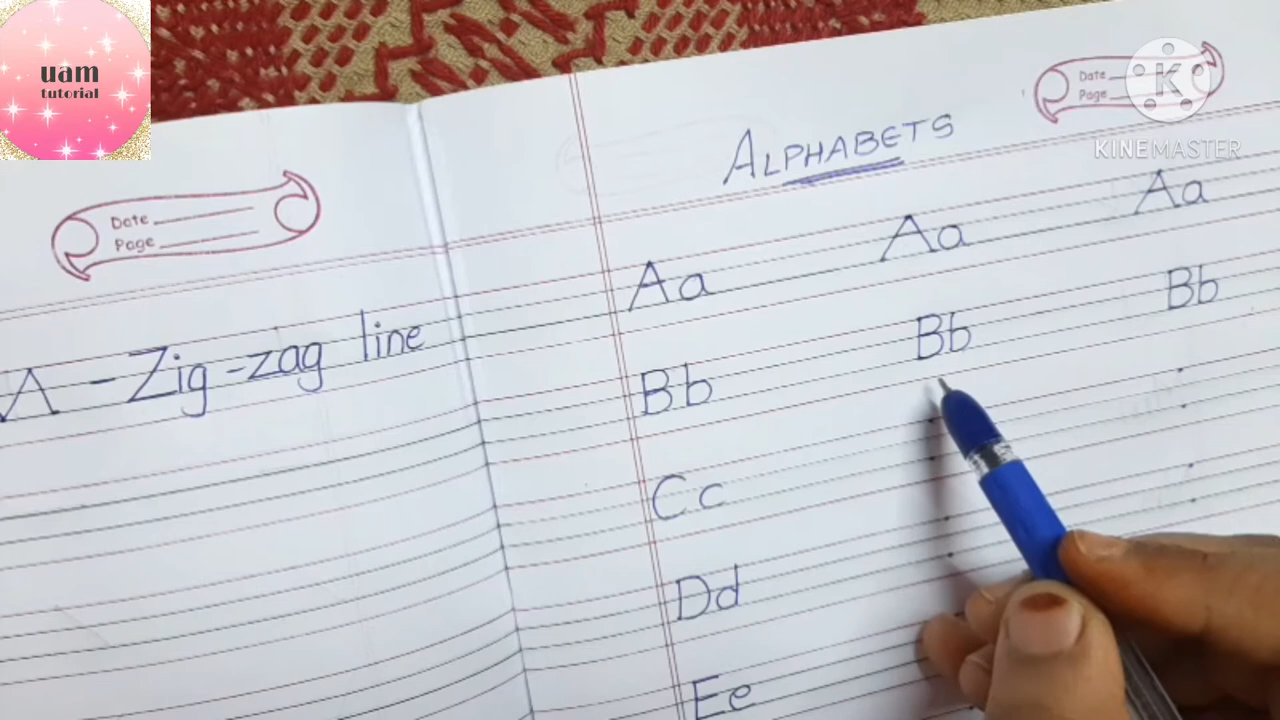 uam
tutorial
Date
Page
Λ - Zig-zag line
Date
Page
KINEMASTER
ALPHABETS
Aa Aa Aa
Bb Bb Bb
Cc
Dd
Ee